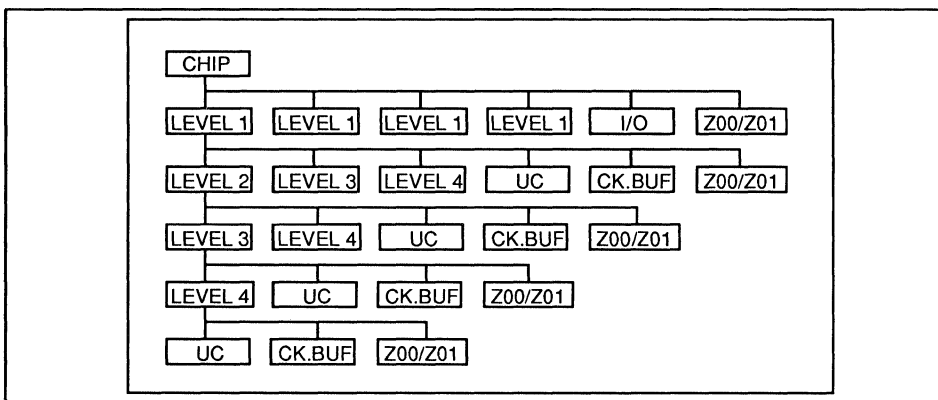 CHIP
LEVEL 1 LEVEL 1 LEVEL 1 LEVEL 1 I/O Z00/Z01
LEVEL 2 LEVEL 3 LEVEL 4 UC CK.BUF Z00/Z01
LEVEL 3 LEVEL 4 UC CK.BUF Z00/Z01
LEVEL 4 UC CK.BUF Z00/Z01
UC CK.BUF Z00/Z01